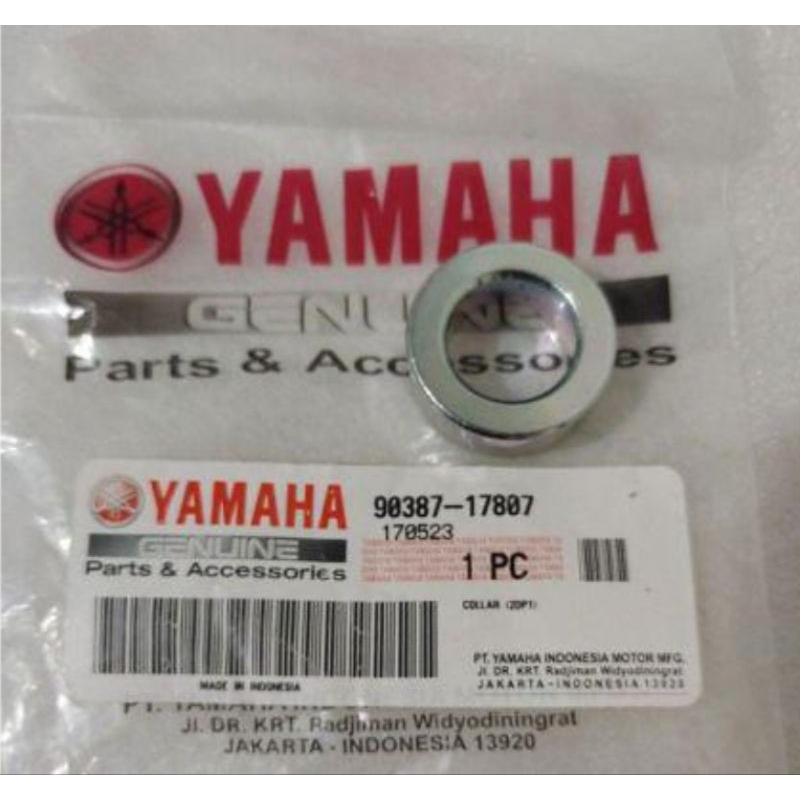 YAMAHA
GENUINE
Parts & Accessories
YAMAHA 90387-17807
170523
GENUINE
Parts & Accessories
1 PC
COLLAR (2DP1)
PT. YAMAHA INDONESIA MOTOR MFG.
JL. DR. KRT. Radjiman Widyodiningrat
JAKARTA - INDONESIA 13920
MADE IN INDONESIA
PT. YAMAHA
Jl. DR. KRT. Radjiman Widyodiningrat
JAKARTA - INDONESIA 13920